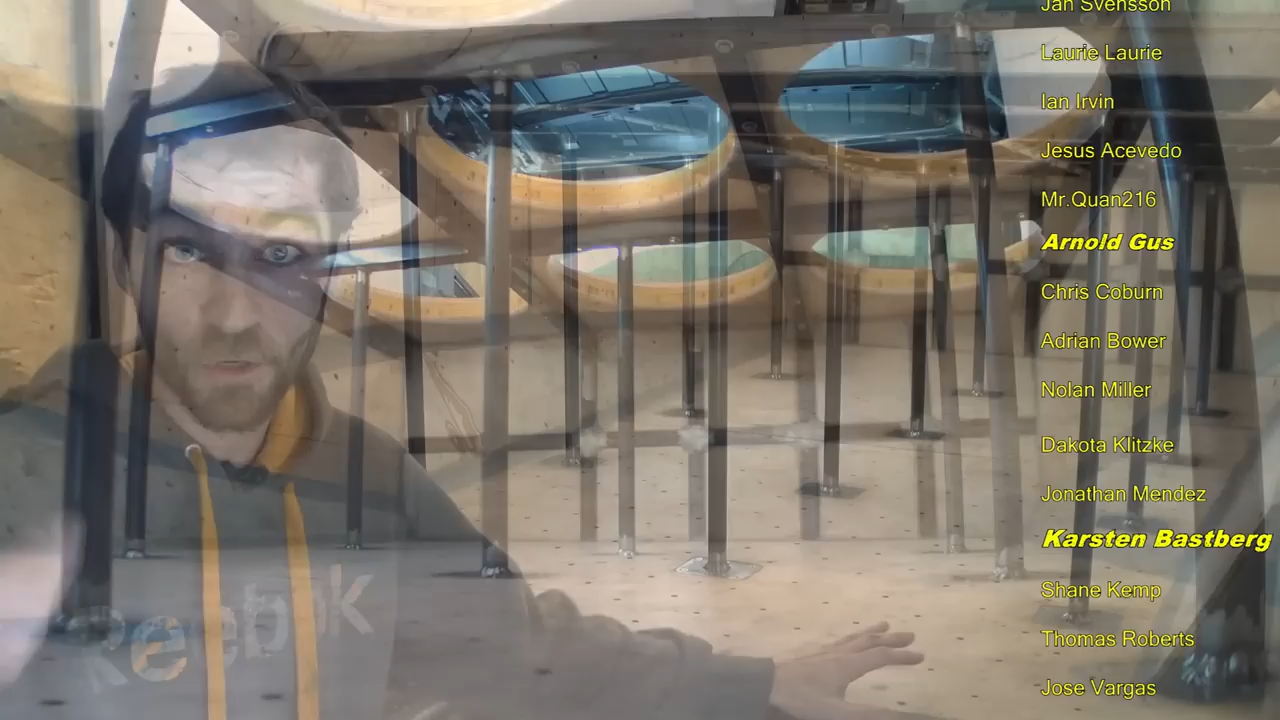 Jan Svensson
Laurie Laurie
Ian Irvin
Jesus Acevedo
Mr.Quan216
Arnold Gus
Chris Coburn
Adrian Bower
Nolan Miller
Dakota Klitzke
Jonathan Mendez
Karsten Bastberg
Shane Kemp
Thomas Roberts
Jose Vargas
Reebok